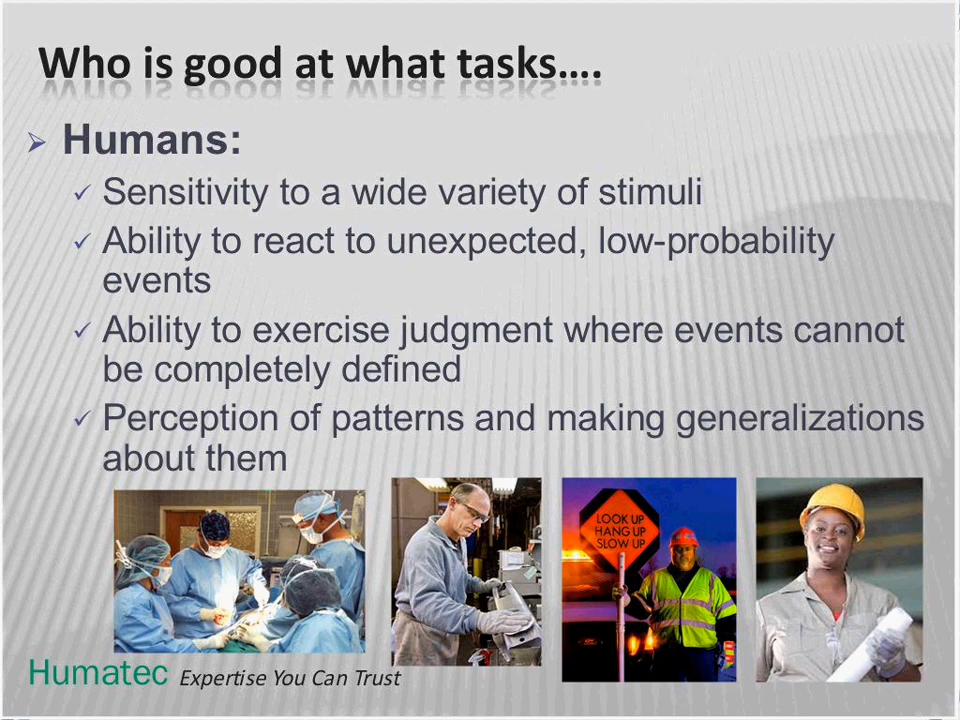 Who is good at what tasks….
Humans:
Sensitivity to a wide variety of stimuli
Ability to react to unexpected, low-probability
events
Ability to exercise judgment where events cannot
be completely defined
Perception of patterns and making generalizations
about them
LOOK UP
HANG UP
SLOW UP
Humatec Expertise You Can Trust